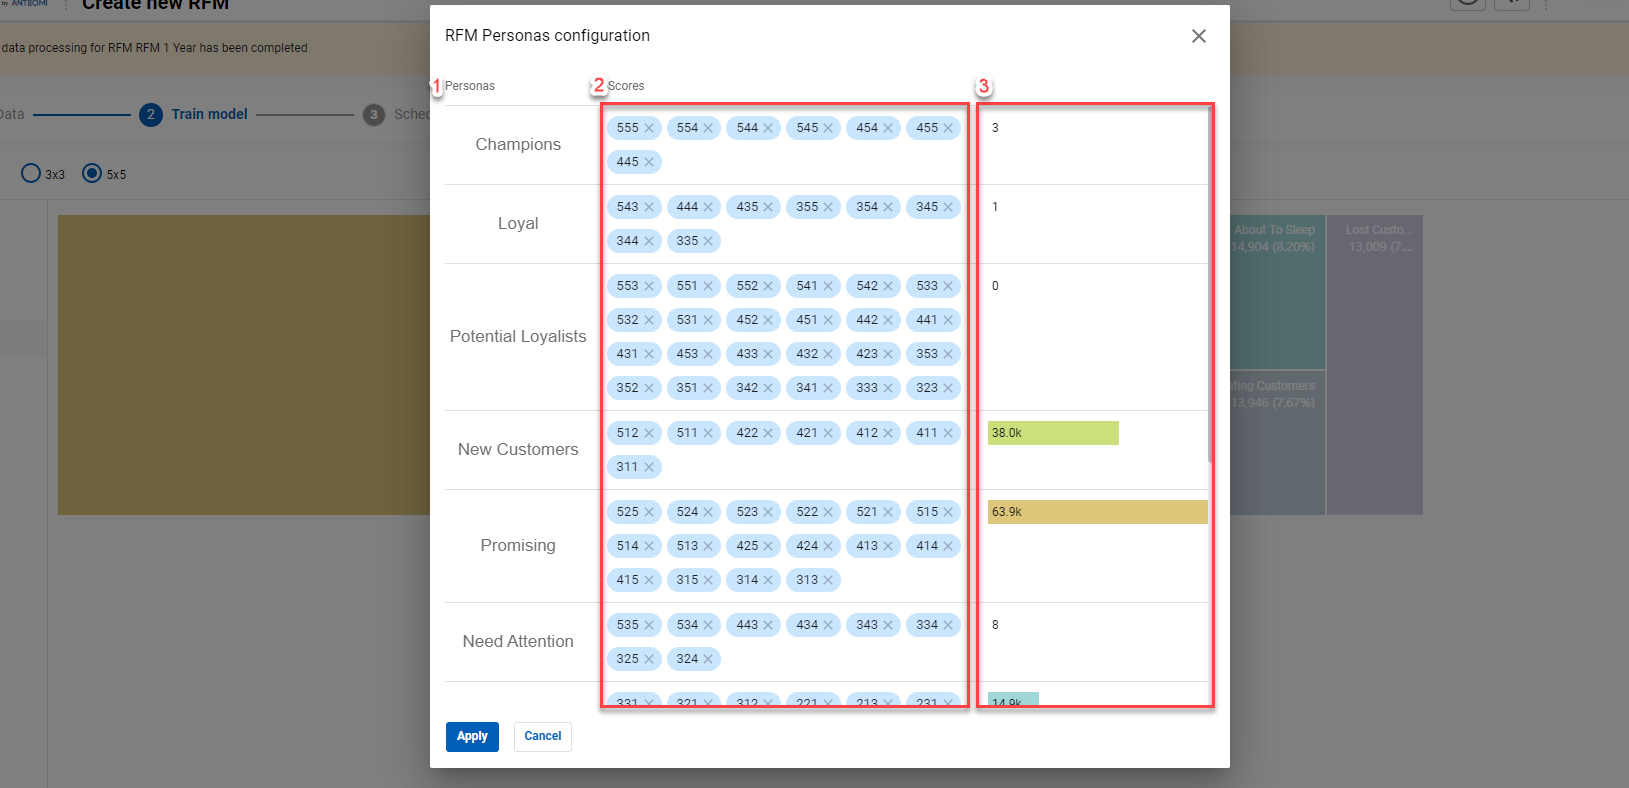 by ANTSOMI
Create new RFM
data processing for RFM RFM 1 Year has been completed
Data
2 Train model
3
3x3
5x5
About To Sleep
14,904 (8.20%)
Lost Custo...
13,009 (7....
13,946 (7.67%)
RFM Personas configuration
1 Personas
2 Scores
3
Champions
555 554 544 545 454 455
445
3
Loyal
543 444 435 355 354 345
344 335
1
Potential Loyalists
553 551 552 541 542 533
532 531 452 451 442 441
431 453 433 432 423 353
352 351 342 341 333 323
0
New Customers
512 511 422 421 412 411
311
38.0k
Promising
525 524 523 522 521 515
514 513 425 424 413 414
415 315 314 313
63.9k
Need Attention
535 534 443 434 343 334
325 324
8
331 321 312 221 213 231
14.9k
Apply
Cancel